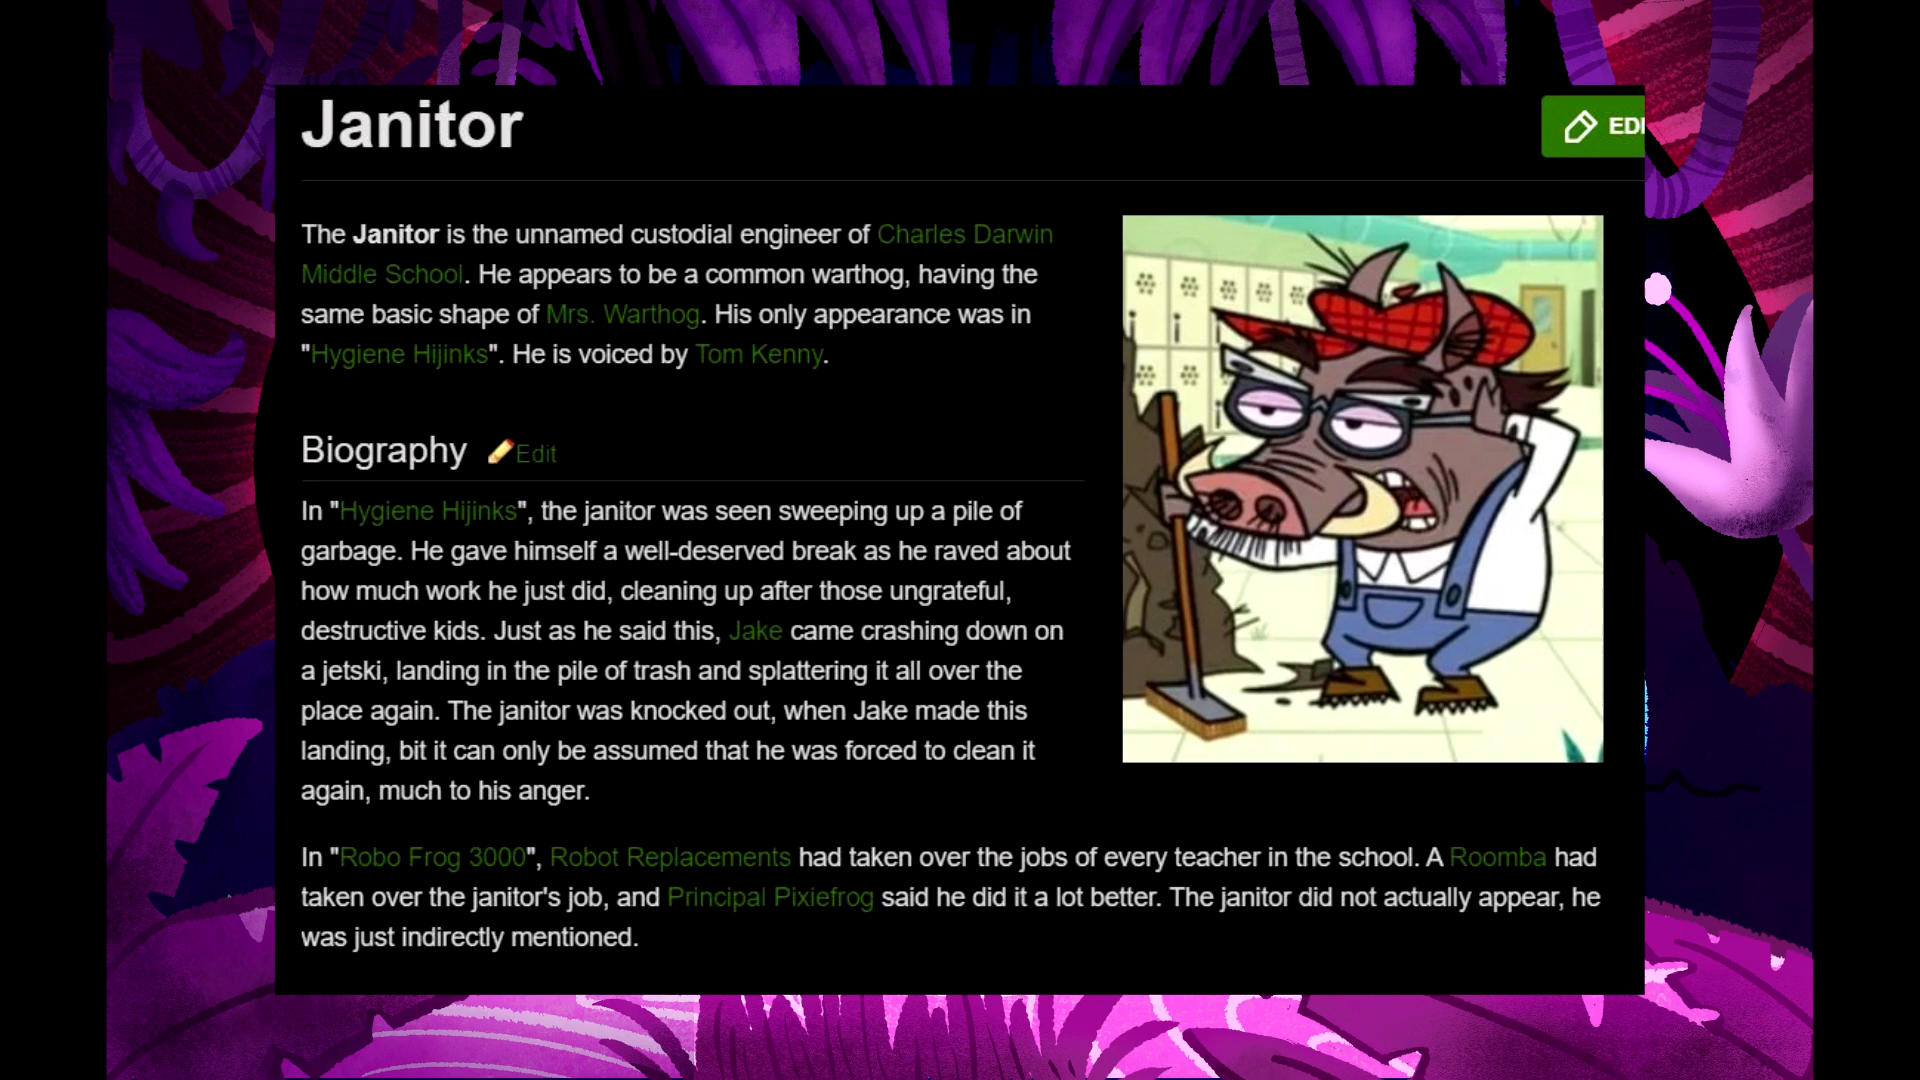 Janitor
EDI
The Janitor is the unnamed custodial engineer of Charles Darwin
Middle School. He appears to be a common warthog, having the
same basic shape of Mrs. Warthog. His only appearance was in
"Hygiene Hijinks". He is voiced by Tom Kenny.
Biography Edit
In "Hygiene Hijinks", the janitor was seen sweeping up a pile of
garbage. He gave himself a well-deserved break as he raved about
how much work he just did, cleaning up after those ungrateful,
destructive kids. Just as he said this, Jake came crashing down on
a jetski, landing in the pile of trash and splattering it all over the
place again. The janitor was knocked out, when Jake made this
landing, bit it can only be assumed that he was forced to clean it
again, much to his anger.
In "Robo Frog 3000", Robot Replacements had taken over the jobs of every teacher in the school. A Roomba had
taken over the janitor's job, and Principal Pixiefrog said he did it a lot better. The janitor did not actually appear, he
was just indirectly mentioned.